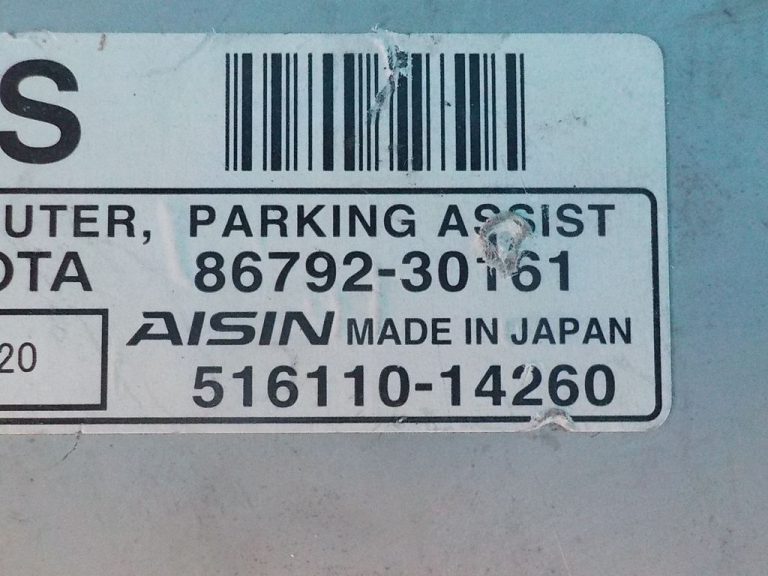 S
UTER, PARKING ASSIST
OTA 86792-30161
AISIN MADE IN JAPAN
20
516110-14260